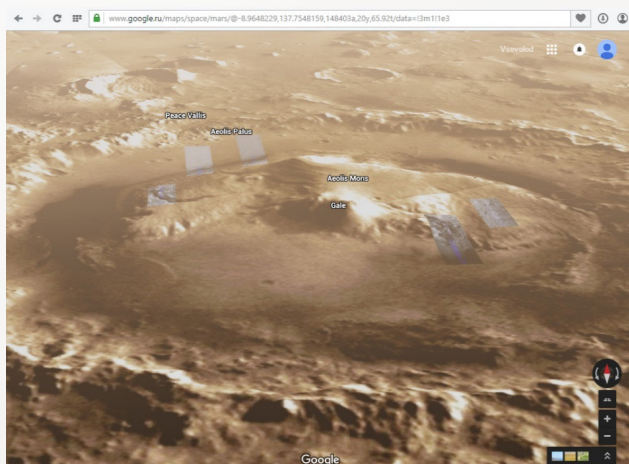 www.google.ru/maps/space/mars/@-8.9648229,137.7548159,148403a,20y,65.92t/data=!3m1!1e3
Vsevolod
Peace Vallis
Aeolis Palus
Aeolis Mons
Gale
Google